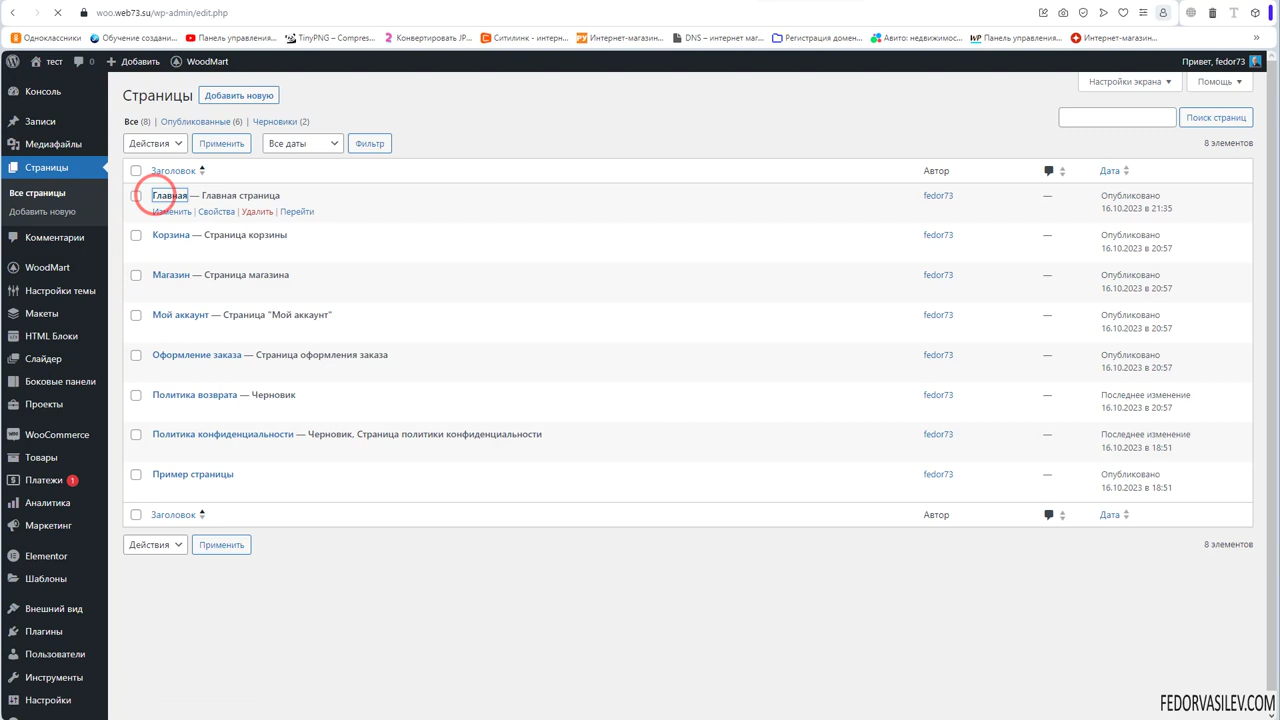 woo.web73.su/wp-admin/edit.php
Одноклассники Обучение создани... Панель управления... TinyPNG – Compres... Конвертировать JP... Ситилинк - интерн... Интернет-магазин... DNS – интернет маг... Регистрация домен... Авито: недвижимос... Панель управления... Интернет-магазин...
тест 0 Добавить WoodMart Привет, fedor73
Настройки экрана Помощь
Консоль
Записи
Медиафайлы
Страницы
Все страницы
Добавить новую
Комментарии
WoodMart
Настройки темы
Макеты
HTML Блоки
Слайдер
Боковые панели
Проекты
WooCommerce
Товары
Платежи 1
Аналитика
Маркетинг
Elementor
Шаблоны
Внешний вид
Плагины
Пользователи
Инструменты
Настройки
Страницы Добавить новую
Все (8) | Опубликованные (6) | Черновики (2)
Поиск страниц
Действия Применить Все даты Фильтр 8 элементов
Заголовок Автор Дата
Главная — Главная страница fedor73 — Опубликовано
16.10.2023 в 21:35
Изменить | Свойства | Удалить | Перейти
Корзина — Страница корзины fedor73 — Опубликовано
16.10.2023 в 20:57
Магазин — Страница магазина fedor73 — Опубликовано
16.10.2023 в 20:57
Мой аккаунт — Страница "Мой аккаунт" fedor73 — Опубликовано
16.10.2023 в 20:57
Оформление заказа — Страница оформления заказа fedor73 — Опубликовано
16.10.2023 в 20:57
Политика возврата — Черновик fedor73 — Последнее изменение
16.10.2023 в 20:57
Политика конфиденциальности — Черновик, Страница политики конфиденциальности fedor73 — Последнее изменение
16.10.2023 в 18:51
Пример страницы fedor73 — Опубликовано
16.10.2023 в 18:51
Заголовок Автор Дата
Действия Применить 8 элементов
FEDORVASILEV.COM